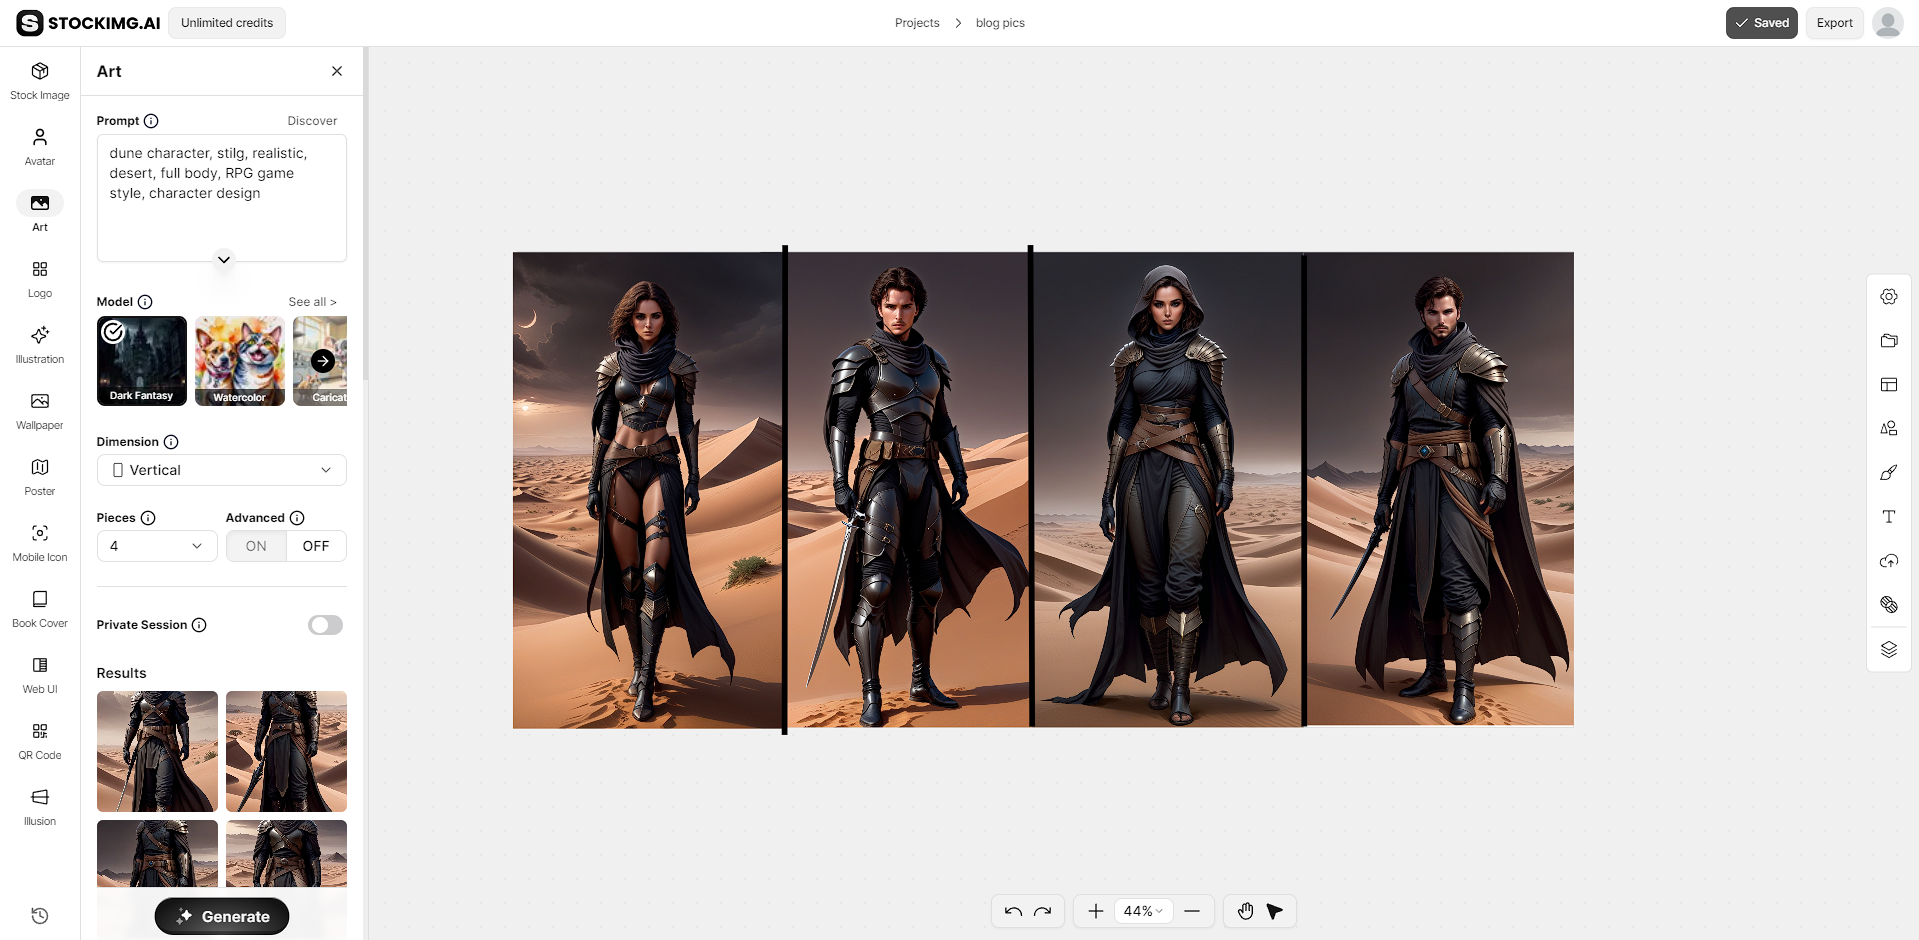 STOCKIMG.AI
Unlimited credits
Projects > blog pics
Saved
Export
Stock Image
Avatar
Art
Logo
Illustration
Wallpaper
Poster
Mobile Icon
Book Cover
Web UI
QR Code
Illusion
Art
Prompt
Discover
dune character, stilg, realistic,
desert, full body, RPG game
style, character design
Model
See all >
Dark Fantasy
Watercolor
Caricat
Dimension
Vertical
Pieces
Advanced
4
ON
OFF
Private Session
Results
Generate
44%